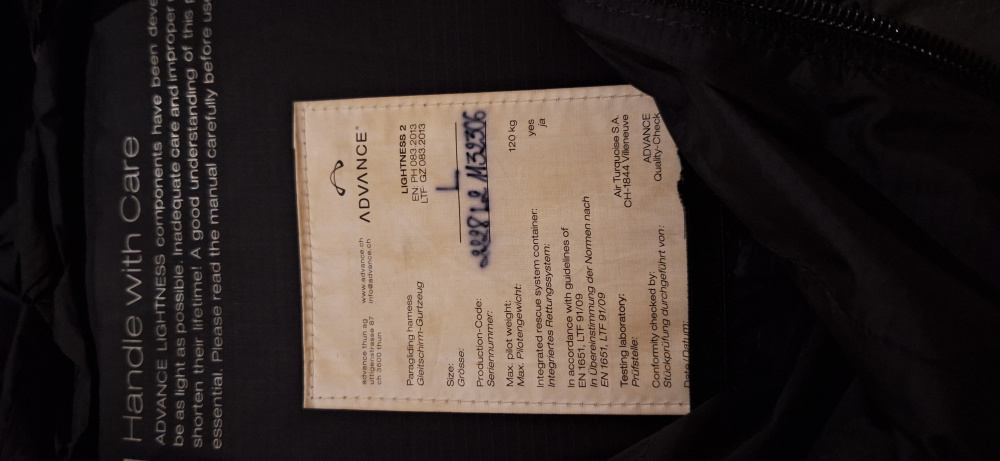 Handle with Care
ADVANCE LIGHTNESS components have been deve
be as light as possible. Inadequate care and improper
shorten their lifetime! A good understanding of this
essential. Please read the manual carefully before us
advance thun ag www.advance.ch
uttigenstrasse 87 info@advance.ch
ch 3600 thun
ADVANCE
Paragliding harness LIGHTNESS 2
Gleitschirm-Gurtzeug EN: PH 083.2013
LTF: GZ 083.2013
Size: L
Grösse:
Production-Code: M32306
Seriennummer:
Max. pilot weight: 120 kg
Max. Pilotengewicht:
Integrated rescue system container: yes
Integriertes Rettungssystem: ja
In accordance with guidelines of
EN 1651, LTF 91/09
In Übereinstimmung der Normen nach
EN 1651, LTF 91/09
Testing laboratory: Air Turquoise S.A.
Prüfstelle: CH-1844 Villeneuve
Conformity checked by: ADVANCE
Stückprüfung durchgeführt von: Quality-Check
Date/Datum: